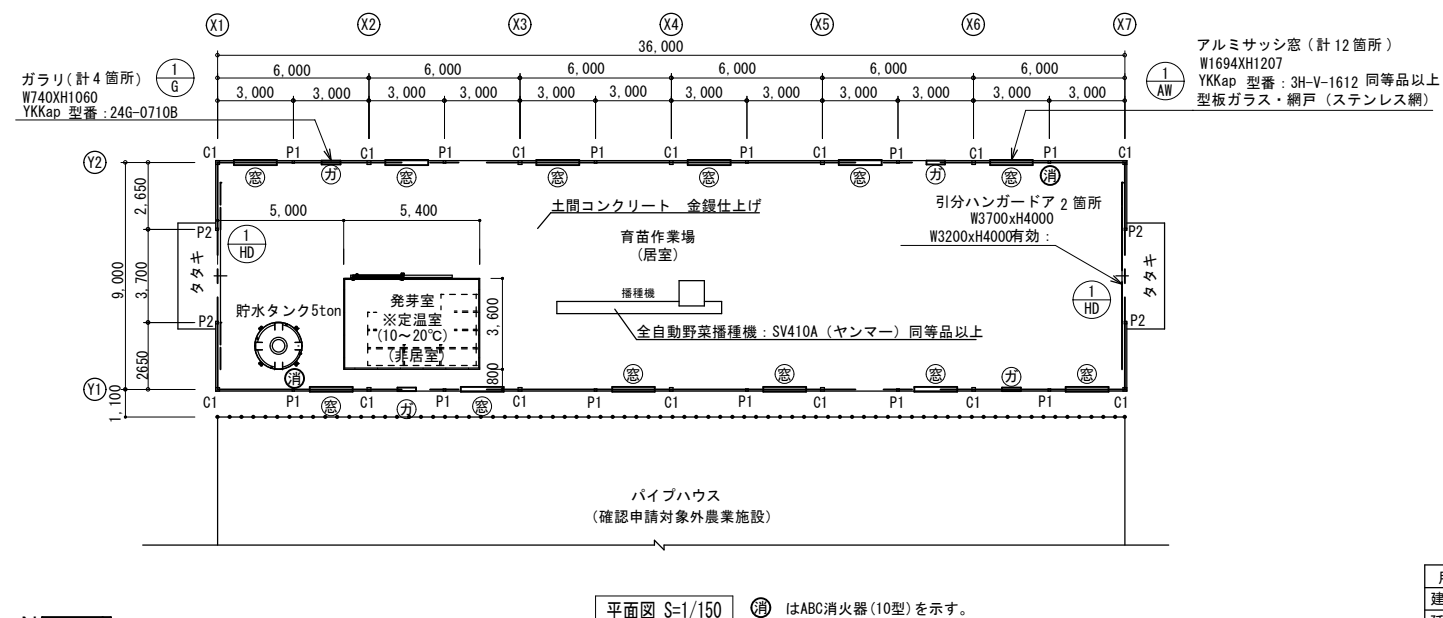 X1 X2 X3 X4 X5 X6 X7
36,000
6,000 6,000 6,000 6,000 6,000 6,000
3,000 3,000 3,000 3,000 3,000 3,000 3,000 3,000 3,000 3,000 3,000 3,000
ガラリ(計4箇所)
W740XH1060
YKKap 型番:24G-0710B
1
G
アルミサッシ窓(計12箇所)
W1694XH1207
YKKap 型番:3H-V-1612 同等品以上
型板ガラス・網戸(ステンレス網)
1
AW
C1 P1 C1 P1 C1 P1 C1 P1 C1 P1 C1 P1 C1
Y2
窓 ガ 窓 窓 窓 窓 ガ 窓 消
2,650
3,700
2650
9,000
1,100
5,000 5,400
土間コンクリート 金鏝仕上げ
育苗作業場
(居室)
引分ハンガードア 2箇所
W3700xH4000
W3200xH4000有効:
P2
1
HD
タタキ
P2
貯水タンク5ton
発芽室
※定温室
(10~20℃)
(非居室)
3,600
800
播種機
全自動野菜播種機:SV410A(ヤンマー)同等品以上
1
HD
P2
タタキ
P2
Y1
消 窓 ガ 窓 窓 窓 窓 ガ 窓
C1 P1 C1 P1 C1 P1 C1 P1 C1 P1 C1 P1 C1
パイプハウス
(確認申請対象外農業施設)
平面図 S=1/150
消 はABC消火器(10型)を示す。